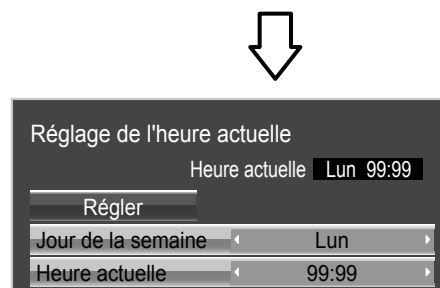 Réglage de l'heure actuelle
Heure actuelle Lun 99:99
Régler
Jour de la semaine Lun
Heure actuelle 99:99